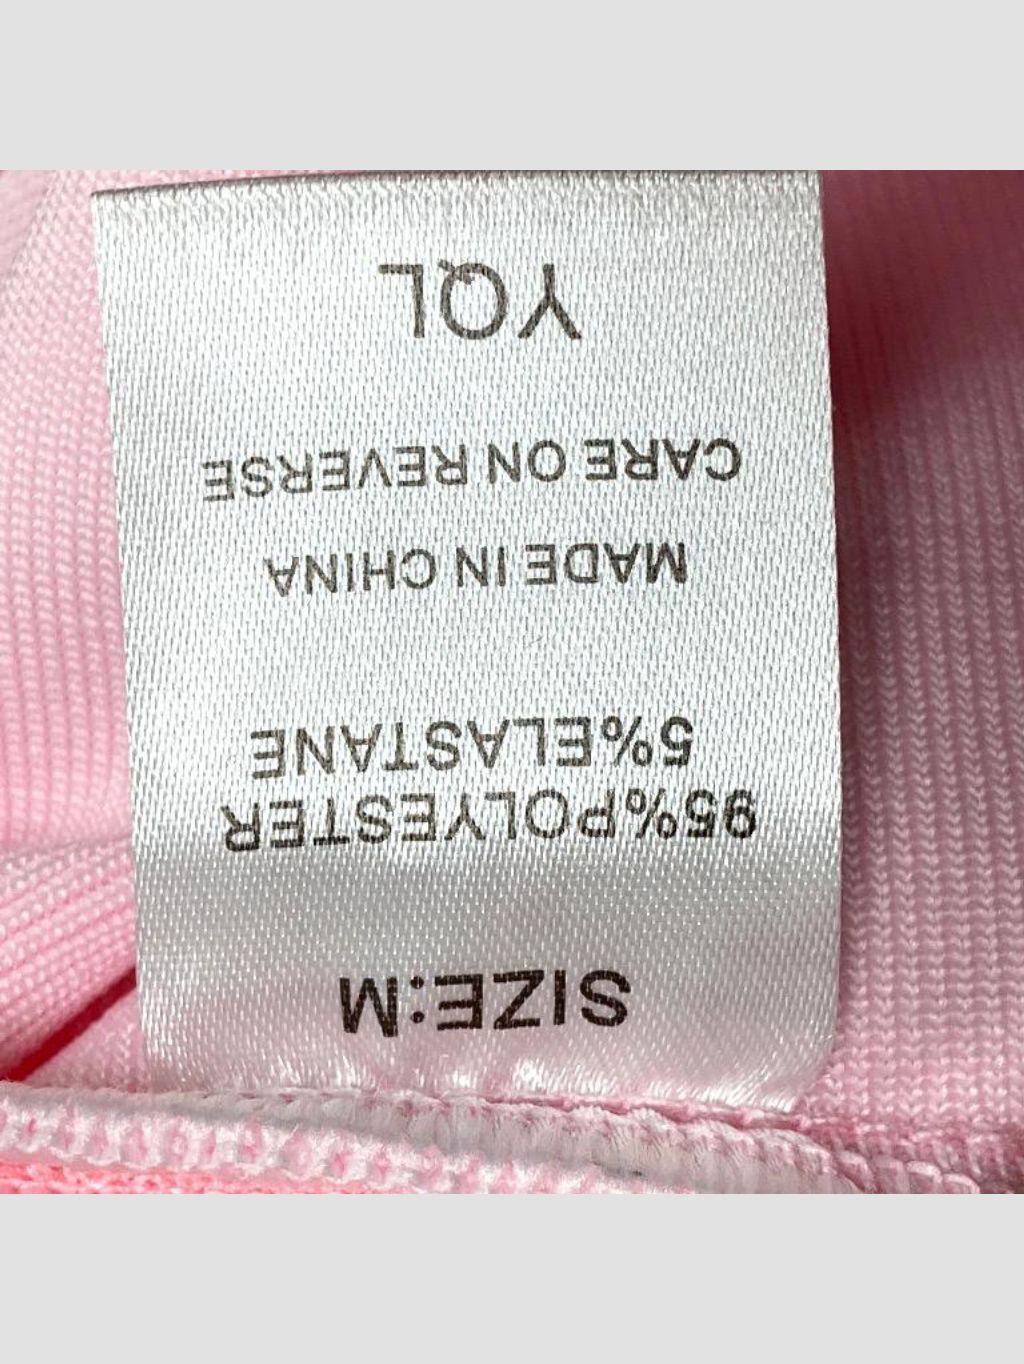 SIZE:M
95%POLYESTER
5%ELASTANE
MADE IN CHINA
CARE ON REVERSE
YQL